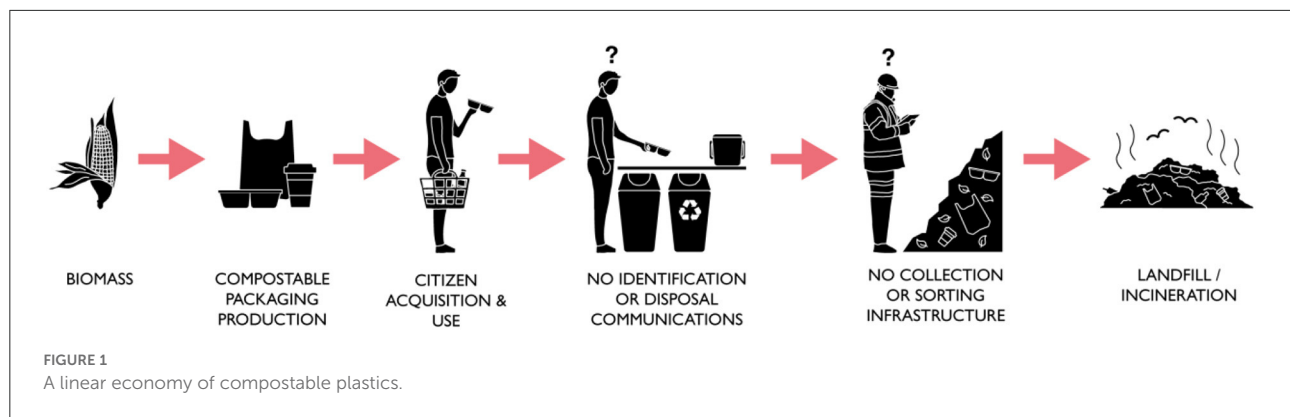 ?
?
BIOMASS
COMPOSTABLE
PACKAGING
PRODUCTION
CITIZEN
ACQUISITION &
USE
NO IDENTIFICATION
OR DISPOSAL
COMMUNICATIONS
NO COLLECTION
OR SORTING
INFRASTRUCTURE
LANDFILL /
INCINERATION
FIGURE 1
A linear economy of compostable plastics.